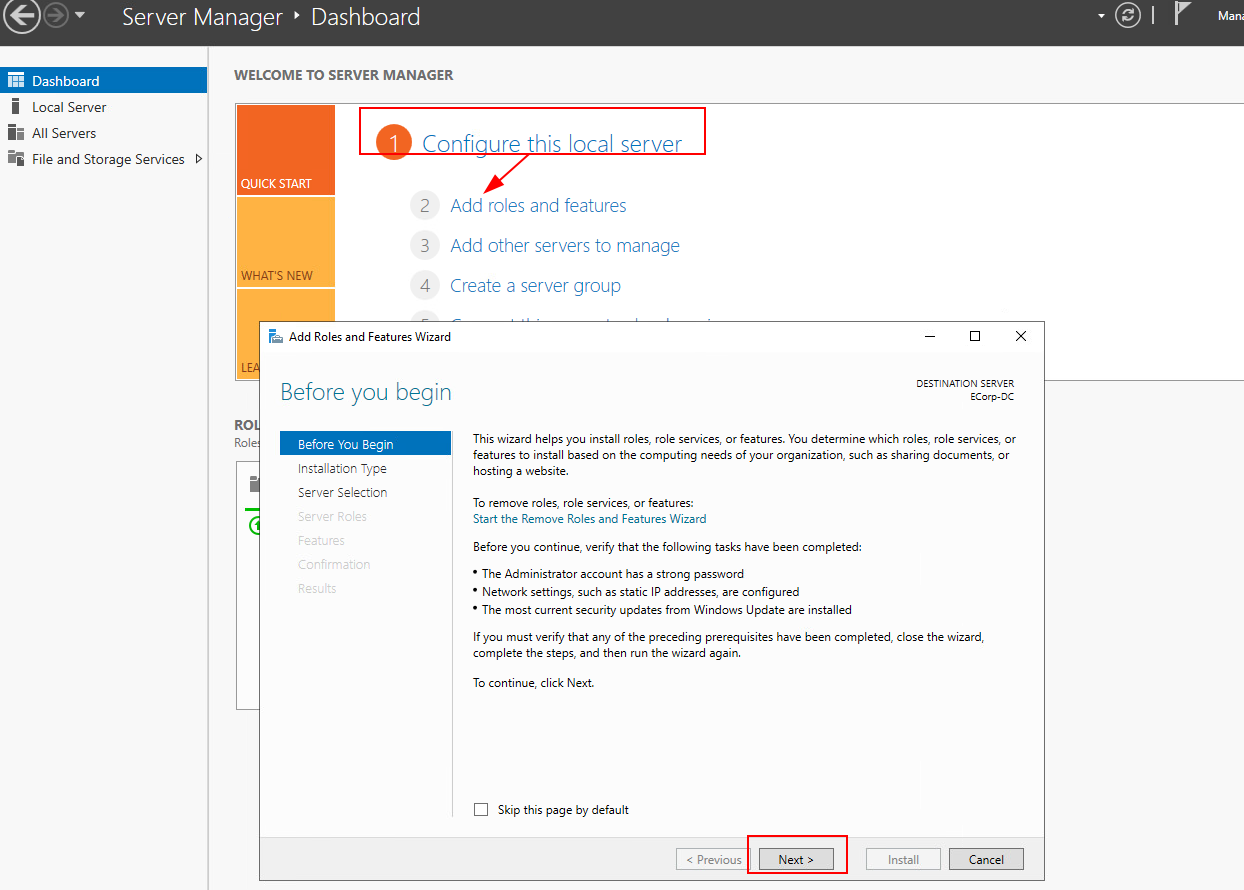 Server Manager ‣ Dashboard
Mana
Dashboard
Local Server
All Servers
File and Storage Services
WELCOME TO SERVER MANAGER
QUICK START
WHAT'S NEW
LEA
1 Configure this local server
2 Add roles and features
3 Add other servers to manage
4 Create a server group
5
ROL
Roles
Add Roles and Features Wizard
Before you begin
DESTINATION SERVER
ECorp-DC
Before You Begin
Installation Type
Server Selection
Server Roles
Features
Confirmation
Results
This wizard helps you install roles, role services, or features. You determine which roles, role services, or
features to install based on the computing needs of your organization, such as sharing documents, or
hosting a website.
To remove roles, role services, or features:
Start the Remove Roles and Features Wizard
Before you continue, verify that the following tasks have been completed:
• The Administrator account has a strong password
• Network settings, such as static IP addresses, are configured
• The most current security updates from Windows Update are installed
If you must verify that any of the preceding prerequisites have been completed, close the wizard,
complete the steps, and then run the wizard again.
To continue, click Next.
Skip this page by default
< Previous
Next >
Install
Cancel